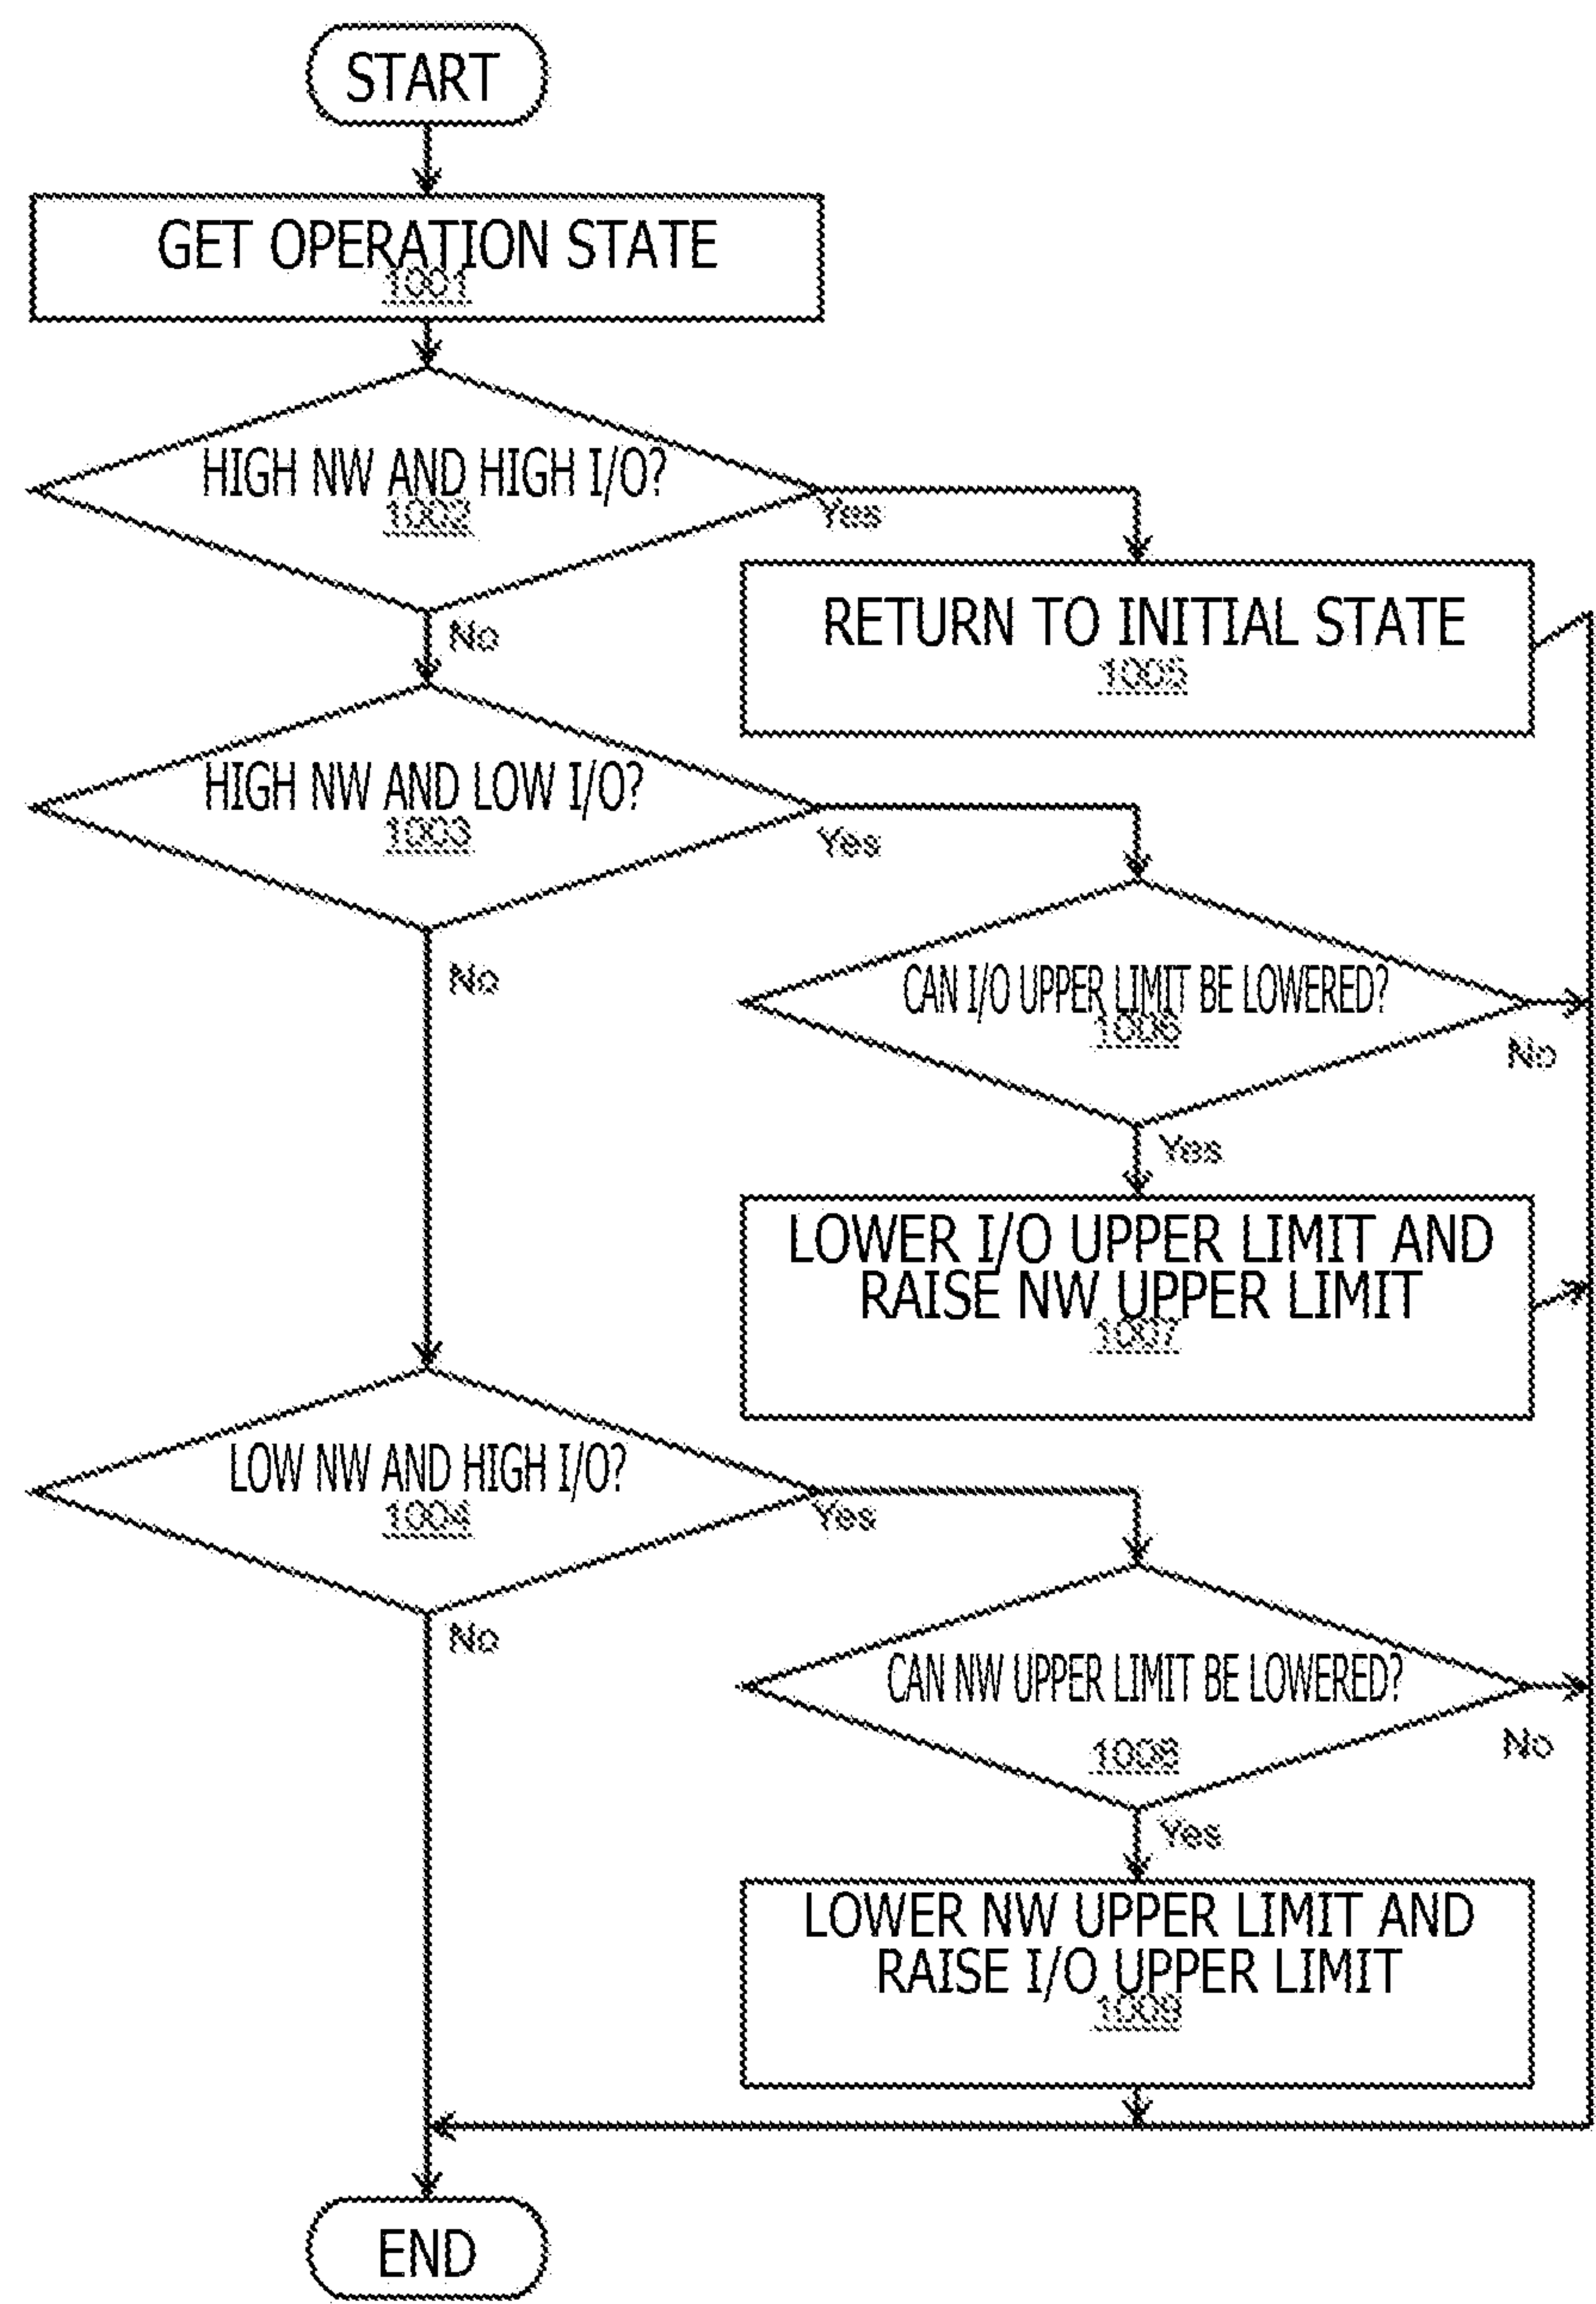 START
GET OPERATION STATE
1001
HIGH NW AND HIGH I/O?
1002
Yes
RETURN TO INITIAL STATE
1005
No
HIGH NW AND LOW I/O?
1003
Yes
No
CAN I/O UPPER LIMIT BE LOWERED?
1006
No
Yes
LOWER I/O UPPER LIMIT AND
RAISE NW UPPER LIMIT
1007
LOW NW AND HIGH I/O?
1004
Yes
No
CAN NW UPPER LIMIT BE LOWERED?
1008
No
Yes
LOWER NW UPPER LIMIT AND
RAISE I/O UPPER LIMIT
1009
END